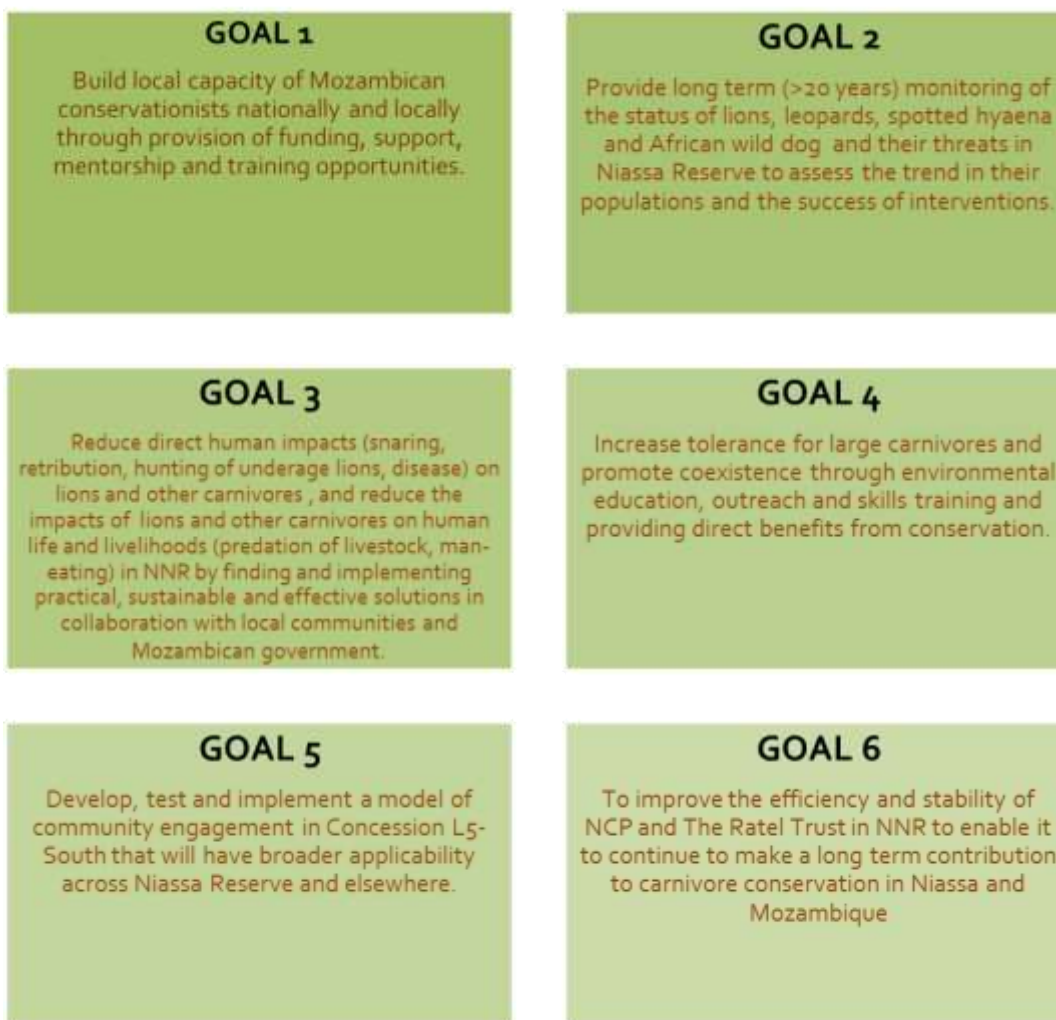 GOAL 1
Build local capacity of Mozambican
conservationists nationally and locally
through provision of funding, support,
mentorship and training opportunities.
GOAL 2
Provide long term (>20 years) monitoring of
the status of lions, leopards, spotted hyaena
and African wild dog and their threats in
Niassa Reserve to assess the trend in their
populations and the success of interventions.
GOAL 3
Reduce direct human impacts (snaring,
retribution, hunting of underage lions, disease) on
lions and other carnivores , and reduce the
impacts of lions and other carnivores on human
life and livelihoods (predation of livestock, man-
eating) in NNR by finding and implementing
practical, sustainable and effective solutions in
collaboration with local communities and
Mozambican government.
GOAL 4
Increase tolerance for large carnivores and
promote coexistence through environmental
education, outreach and skills training and
providing direct benefits from conservation.
GOAL 5
Develop, test and implement a model of
community engagement in Concession L5-
South that will have broader applicability
across Niassa Reserve and elsewhere.
GOAL 6
To improve the efficiency and stability of
NCP and The Ratel Trust in NNR to enable it
to continue to make a long term contribution
to carnivore conservation in Niassa and
Mozambique